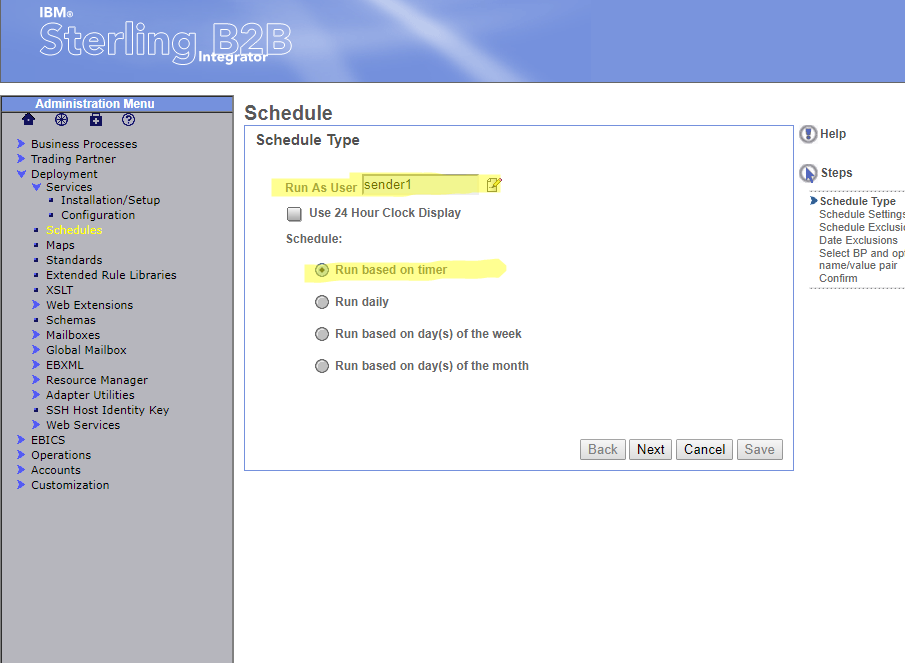 IBM®
Sterling B2B
Integrator
Administration Menu
Business Processes
Trading Partner
Deployment
Services
Installation/Setup
Configuration
Schedules
Maps
Standards
Extended Rule Libraries
XSLT
Web Extensions
Schemas
Mailboxes
Global Mailbox
EBXML
Resource Manager
Adapter Utilities
SSH Host Identity Key
Web Services
EBICS
Operations
Accounts
Customization
Schedule
Schedule Type
Run As User sender1
Use 24 Hour Clock Display
Schedule:
Run based on timer
Run daily
Run based on day(s) of the week
Run based on day(s) of the month
Back Next Cancel Save
Help
Steps
Schedule Type
Schedule Settings
Schedule Exclusi
Date Exclusions
Select BP and opt
name/value pair
Confirm